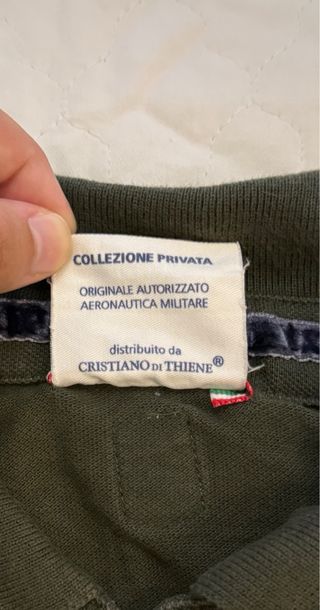 COLLEZIONE PRIVATA
ORIGINALE AUTORIZZATO
AERONAUTICA MILITARE
distribuito da
CRISTIANO DI THIENE®